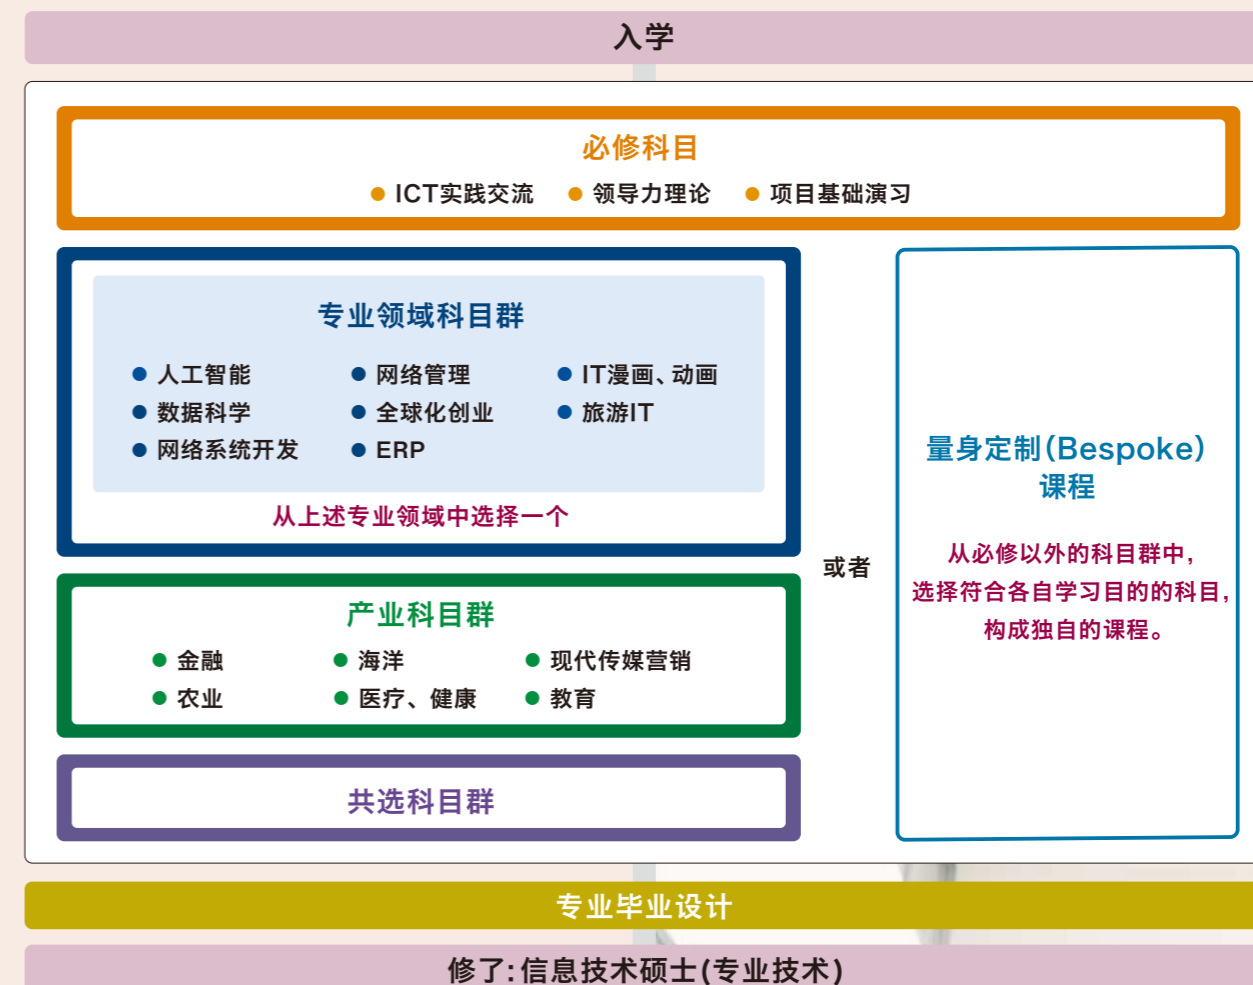 入学
必修科目
● ICT实践交流 ● 领导力理论 ● 项目基础演习
专业领域科目群
● 人工智能 ● 网络管理 ● IT漫画、动画
● 数据科学 ● 全球化创业 ● 旅游IT
● 网络系统开发 ● ERP
从上述专业领域中选择一个
产业科目群
● 金融 ● 海洋 ● 现代传媒营销
● 农业 ● 医疗、健康 ● 教育
共选科目群
或者
量身定制(Bespoke)
课程
从必修以外的科目群中,
选择符合各自学习目的的科目,
构成独自的课程。
专业毕业设计
修了:信息技术硕士(专业技术)